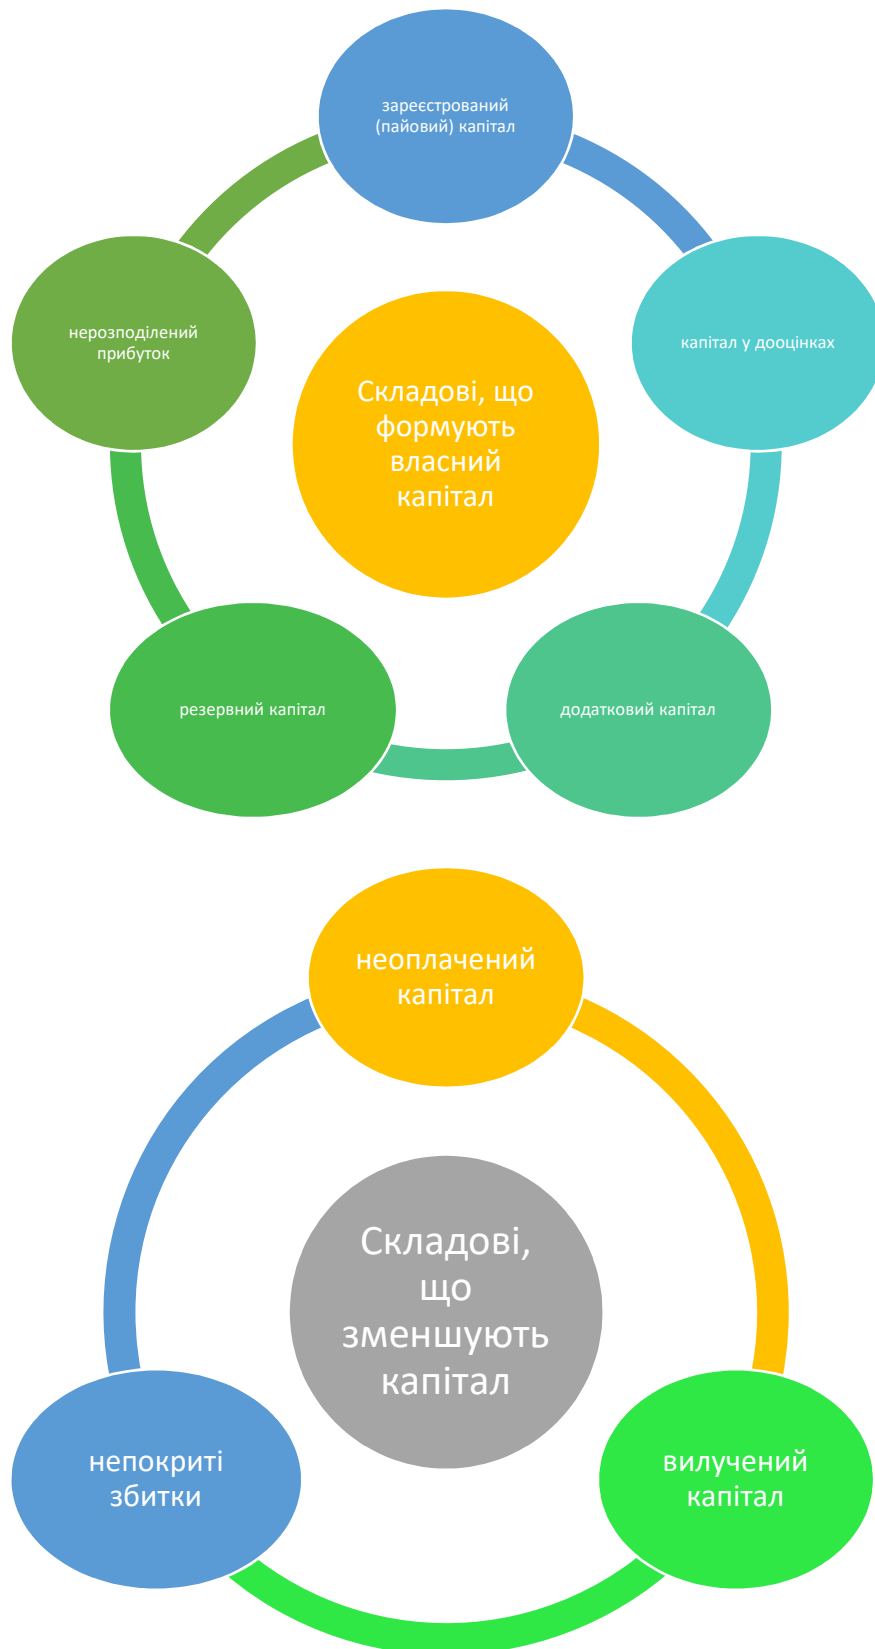 зареєстрований
(пайовий) капітал
капітал у дооцінках
додатковий капітал
резервний капітал
нерозподілений
прибуток
Складові, що
формують
власний
капітал
неоплачений
капітал
вилучений
капітал
непокриті
збитки
Складові,
що
зменшують
капітал